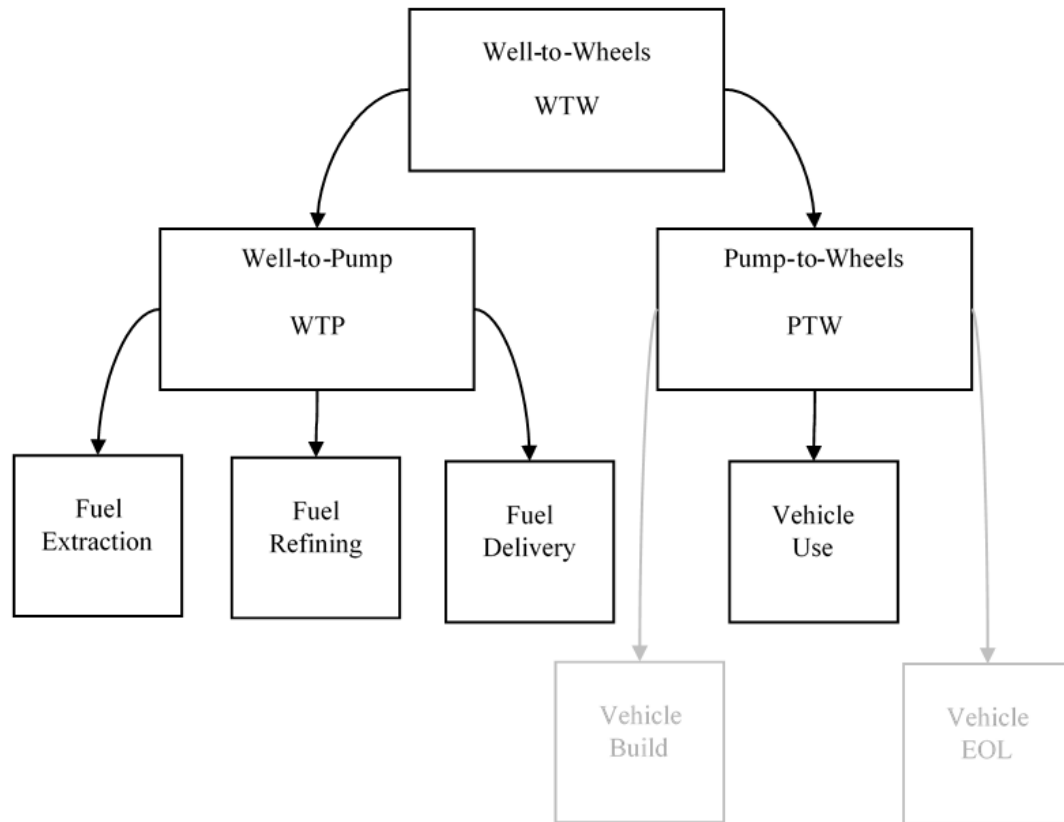 Well-to-Wheels
WTW
Well-to-Pump
WTP
Pump-to-Wheels
PTW
Fuel
Extraction
Fuel
Refining
Fuel
Delivery
Vehicle
Use
Vehicle
Build
Vehicle
EOL